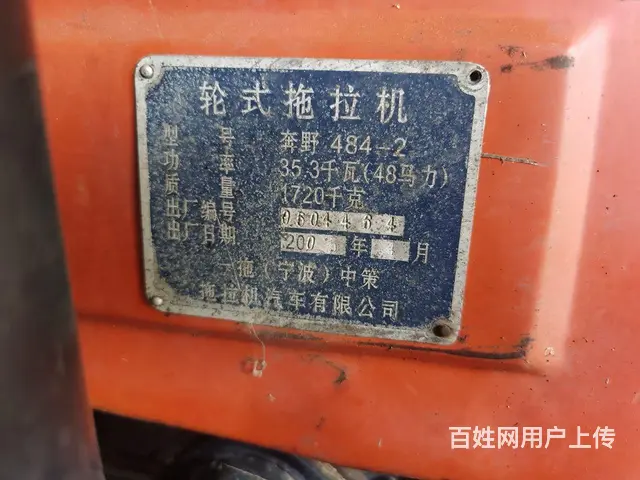 轮式拖拉机
型号 奔野 484-2
功率 35.3千瓦(48马力)
质量 1720千克
出厂编号 0604464
出厂日期 200 年 月
一拖(宁波)中策
拖拉机汽车有限公司
百姓网用户上传